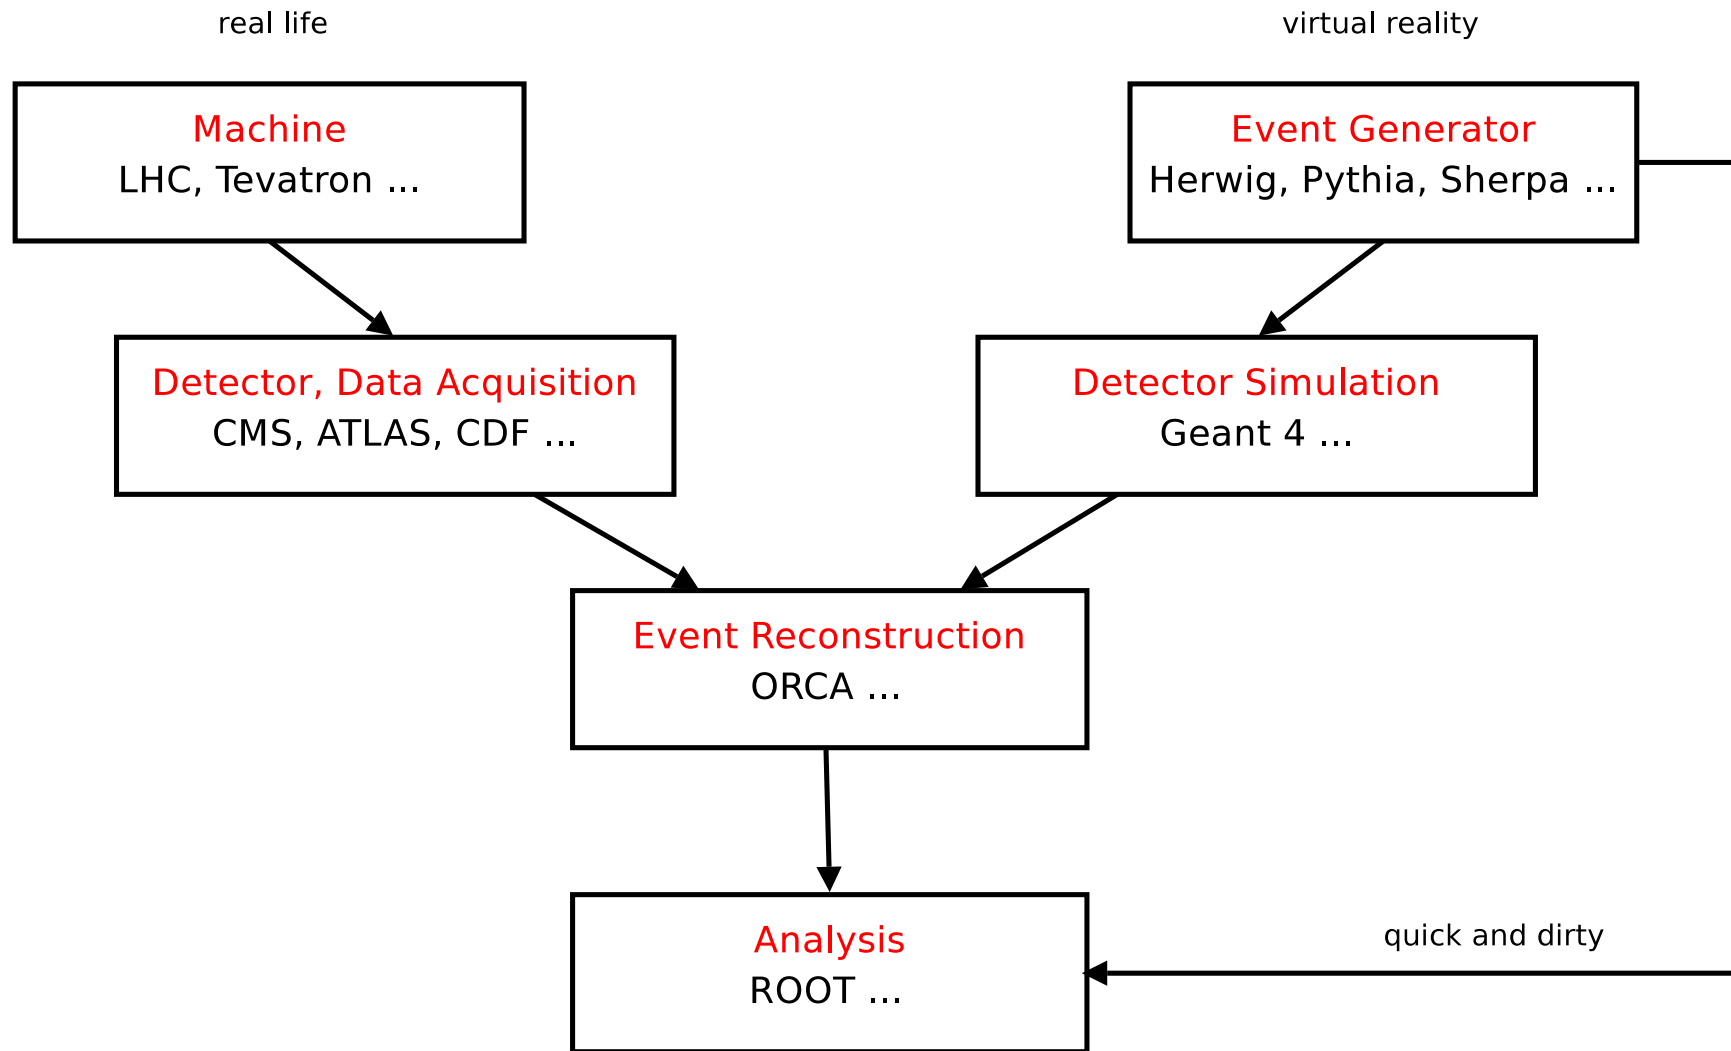 real life
virtual reality
Machine
LHC, Tevatron ...
Event Generator
Herwig, Pythia, Sherpa ...
Detector, Data Acquisition
CMS, ATLAS, CDF ...
Detector Simulation
Geant 4 ...
Event Reconstruction
ORCA ...
Analysis
ROOT ...
quick and dirty